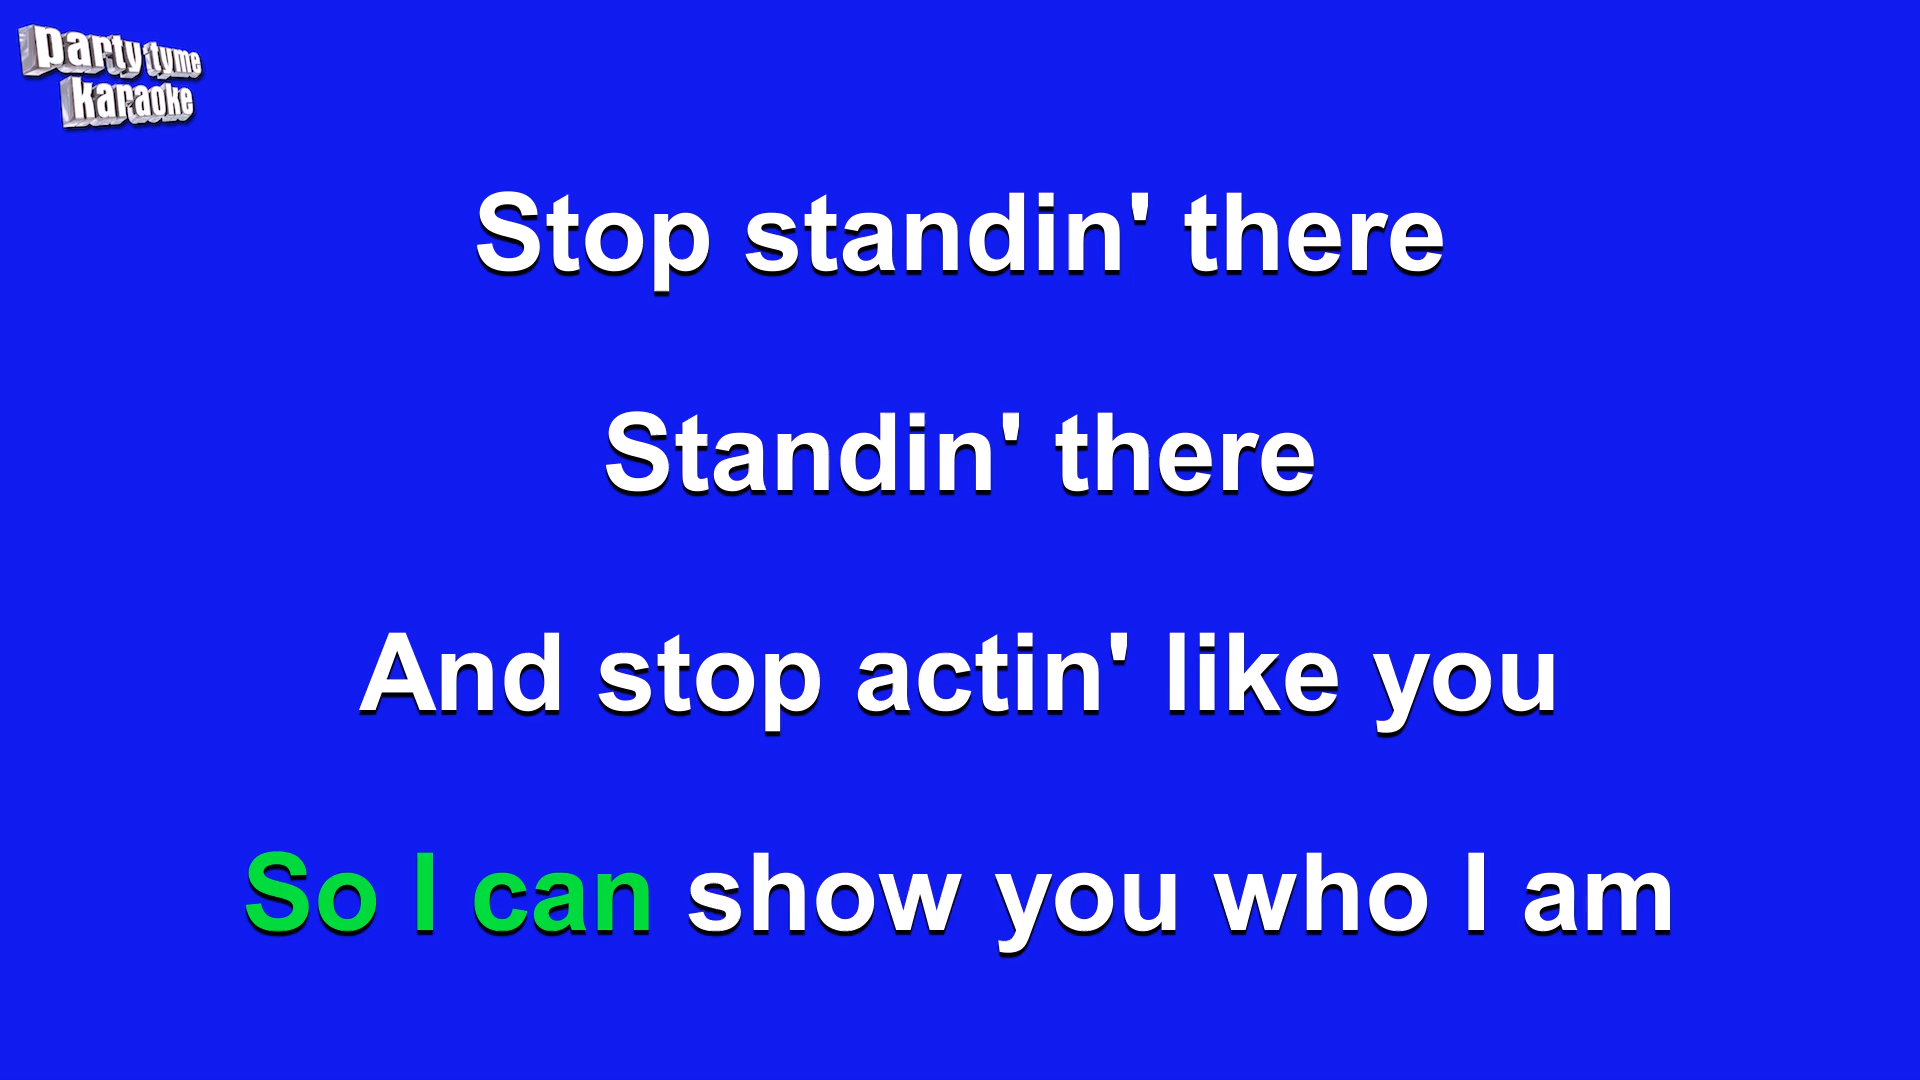 party tyme
karaoke
Stop standin' there
Standin' there
And stop actin' like you
So I can show you who I am